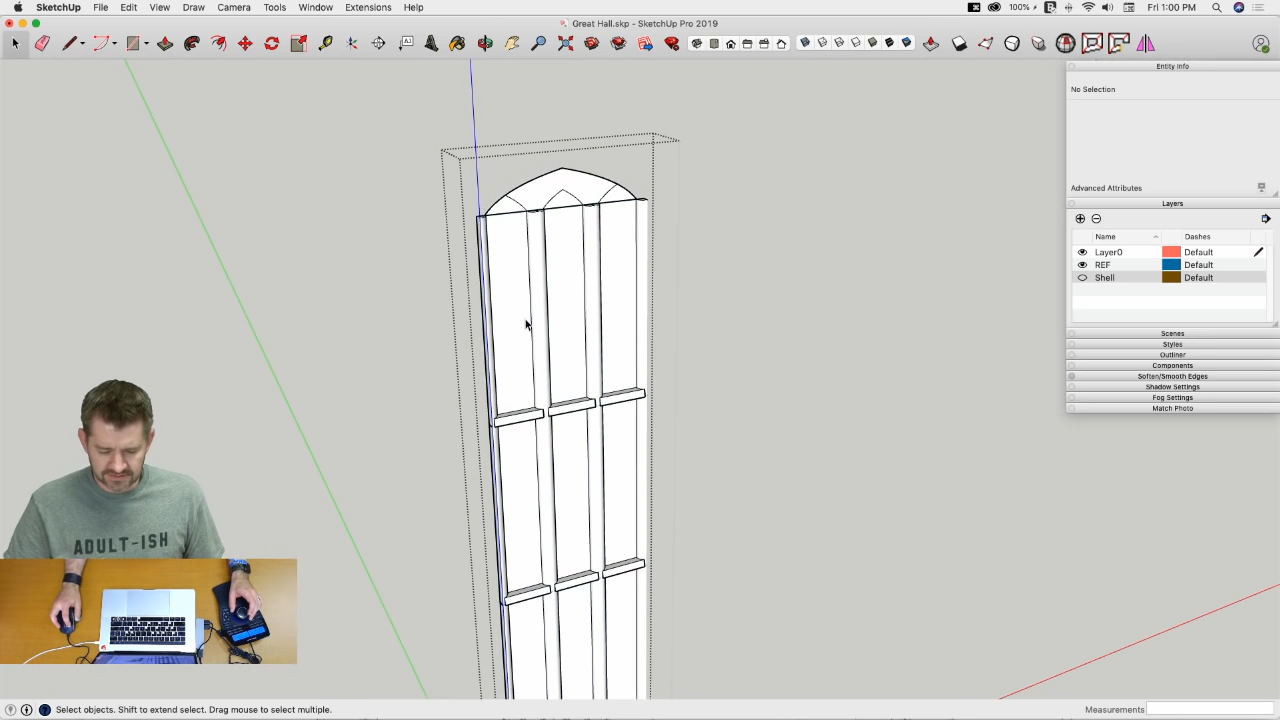 SketchUp File Edit View Draw Camera Tools Window Extensions Help
100% Fri 1:00 PM
Great Hall.skp - SketchUp Pro 2019
Entity Info
No Selection
Advanced Attributes
Layers
Name Dashes
Layer0 Default
REF Default
Shell Default
Scenes
Styles
Outliner
Components
Soften/Smooth Edges
Shadow Settings
Fog Settings
Match Photo
ADULT-ISH
Select objects. Shift to extend select. Drag mouse to select multiple.
Measurements